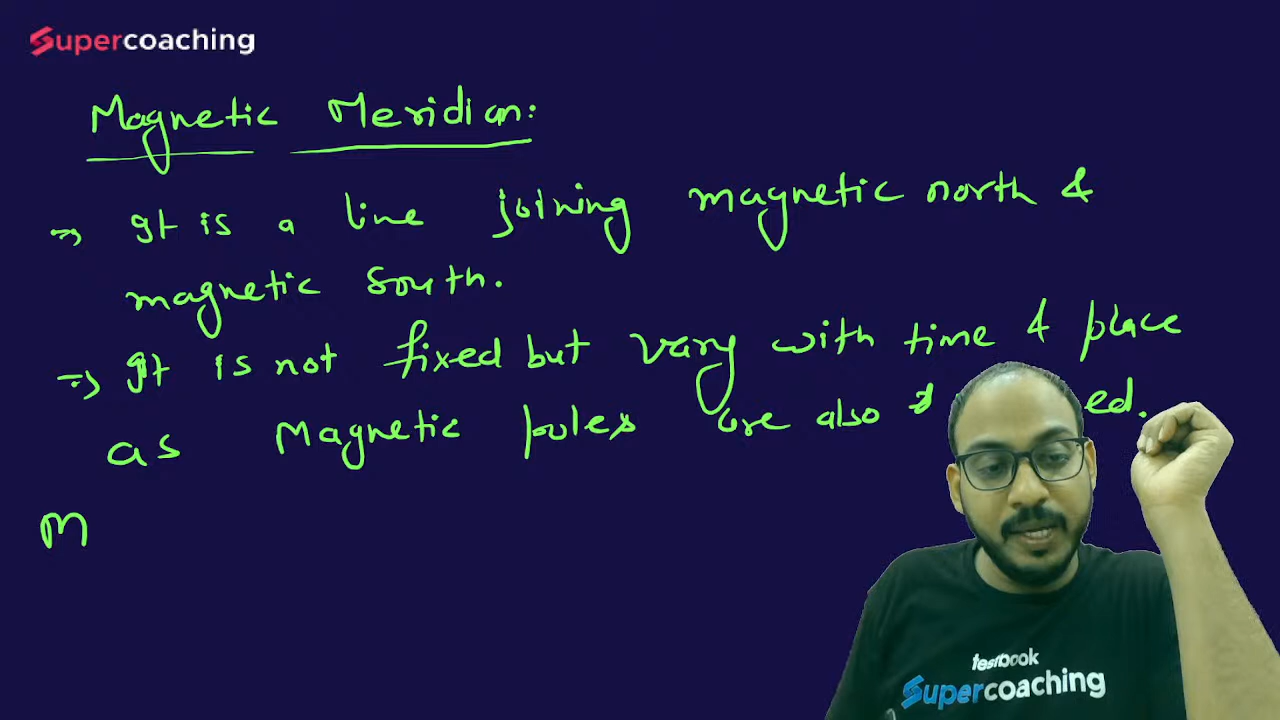 Supercoaching
Magnetic Meridian:
⇒ It is a line joining magnetic north &
magnetic south.
⇒ It is not fixed but vary with time & place
as Magnetic poles are also ed.
M
testbook
Supercoaching